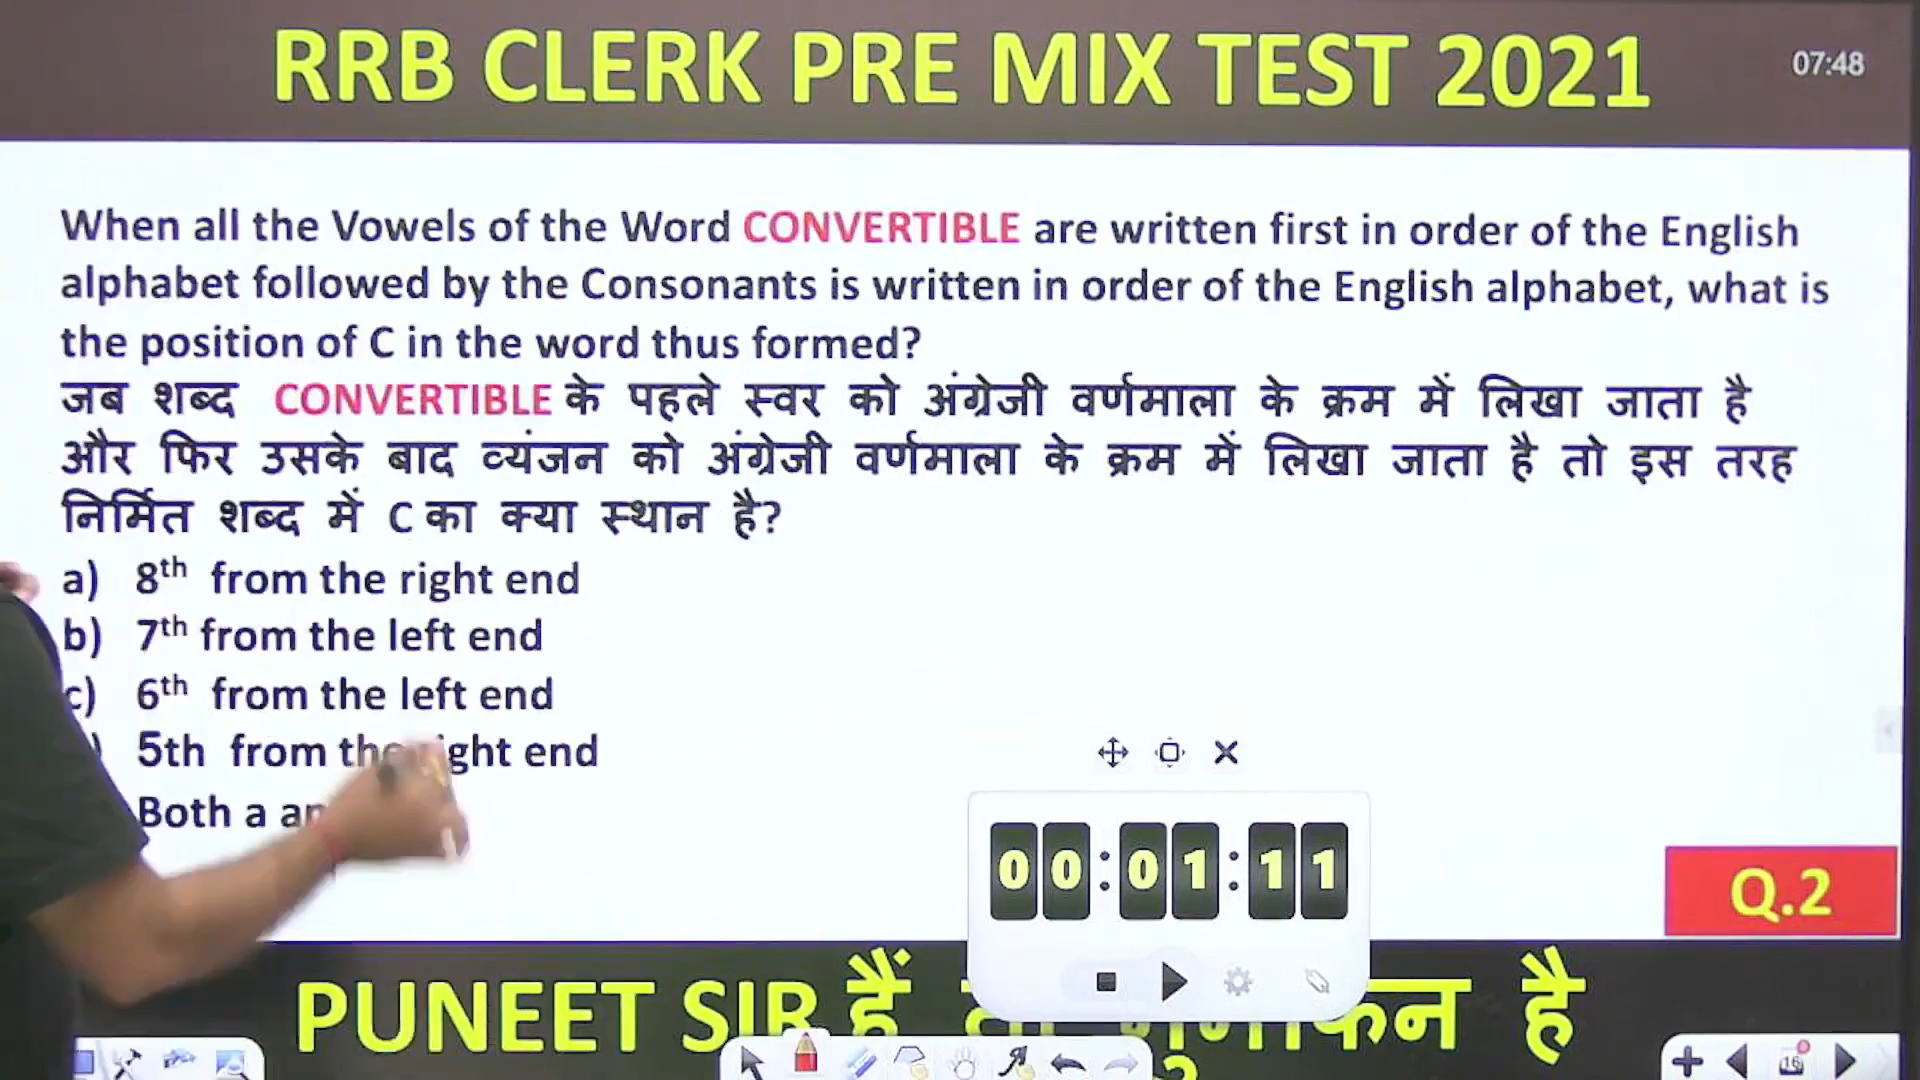 RRB CLERK PRE MIX TEST 2021
07:48
When all the Vowels of the Word CONVERTIBLE are written first in order of the English
alphabet followed by the Consonants is written in order of the English alphabet, what is
the position of C in the word thus formed?
जब शब्द CONVERTIBLE के पहले स्वर को अंग्रेजी वर्णमाला के क्रम में लिखा जाता है
और फिर उसके बाद व्यंजन को अंग्रेजी वर्णमाला के क्रम में लिखा जाता है तो इस तरह
निर्मित शब्द में C का क्या स्थान है?
a) 8th from the right end
b) 7th from the left end
c) 6th from the left end
5th from the right end
Both a
00:01:11
Q.2
PUNEET SIR हैं है
16